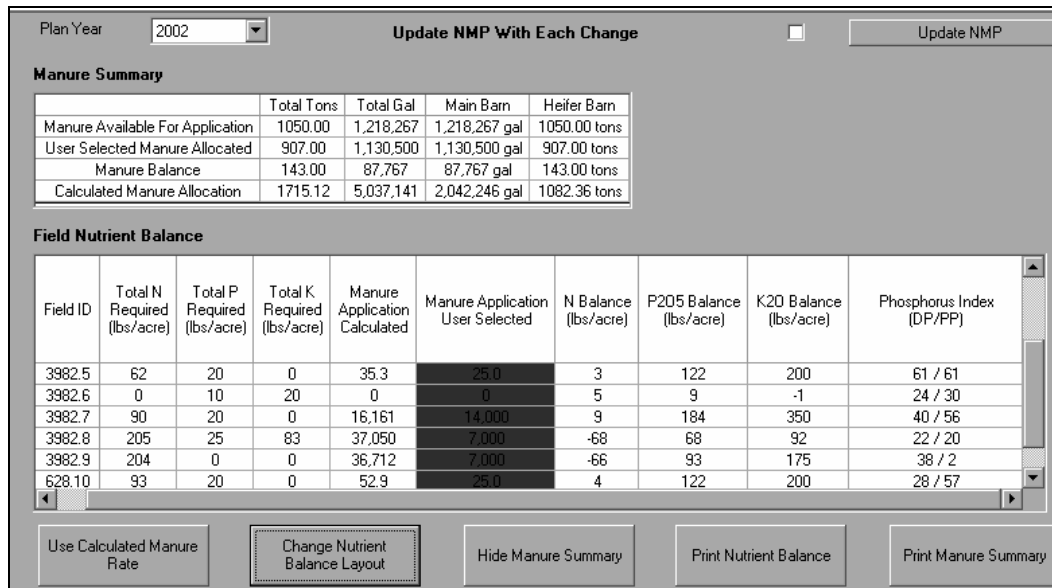 Plan Year 2002 Update NMP With Each Change Update NMP
Manure Summary
Total Tons Total Gal Main Barn Heifer Barn
Manure Available For Application 1050.00 1,218,267 1,218,267 gal 1050.00 tons
User Selected Manure Allocated 907.00 1,130,500 1,130,500 gal 907.00 tons
Manure Balance 143.00 87,767 87,767 gal 143.00 tons
Calculated Manure Allocation 1715.12 5,037,141 2,042,246 gal 1082.36 tons
Field Nutrient Balance
Field ID Total N Required (lbs/acre) Total P Required (lbs/acre) Total K Required (lbs/acre) Manure Application Calculated Manure Application User Selected N Balance (lbs/acre) P2O5 Balance (lbs/acre) K2O Balance (lbs/acre) Phosphorus Index (DP/PP)
3982.5 62 20 0 35.3 25.0 3 122 200 61 / 61
3982.6 0 10 20 0 0 5 9 -1 24 / 30
3982.7 90 20 0 16,161 14,000 9 184 350 40 / 56
3982.8 205 25 83 37,050 7,000 -68 68 92 22 / 20
3982.9 204 0 0 36,712 7,000 -66 93 175 38 / 2
628.10 93 20 0 52.9 25.0 4 122 200 28 / 57
Use Calculated Manure Rate
Change Nutrient Balance Layout
Hide Manure Summary
Print Nutrient Balance
Print Manure Summary